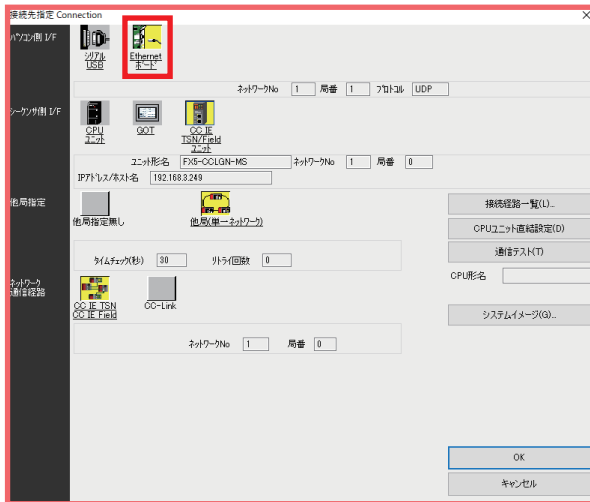 接続先指定 Connection
パソコン側 I/F
シリアル
USB
Ethernet
ボード
ネットワークNo 1 局番 1 プロトコル UDP
シーケンサ側 I/F
CPU
ユニット
GOT
CC IE
TSN/Field
ユニット
ユニット形名 FX5-CCLGN-MS ネットワークNo 1 局番 0
IPアドレス/ホスト名 192.168.3.249
他局指定
他局指定無し
他局(単一ネットワーク)
接続経路一覧(L)...
CPUユニット直結設定(D)
通信テスト(T)
タイムチェック(秒) 30 リトライ回数 0
CPU形名
ネットワーク
通信経路
CC IE TSN
CC IE Field
CC-Link
システムイメージ(G)...
ネットワークNo 1 局番 0
OK
キャンセル